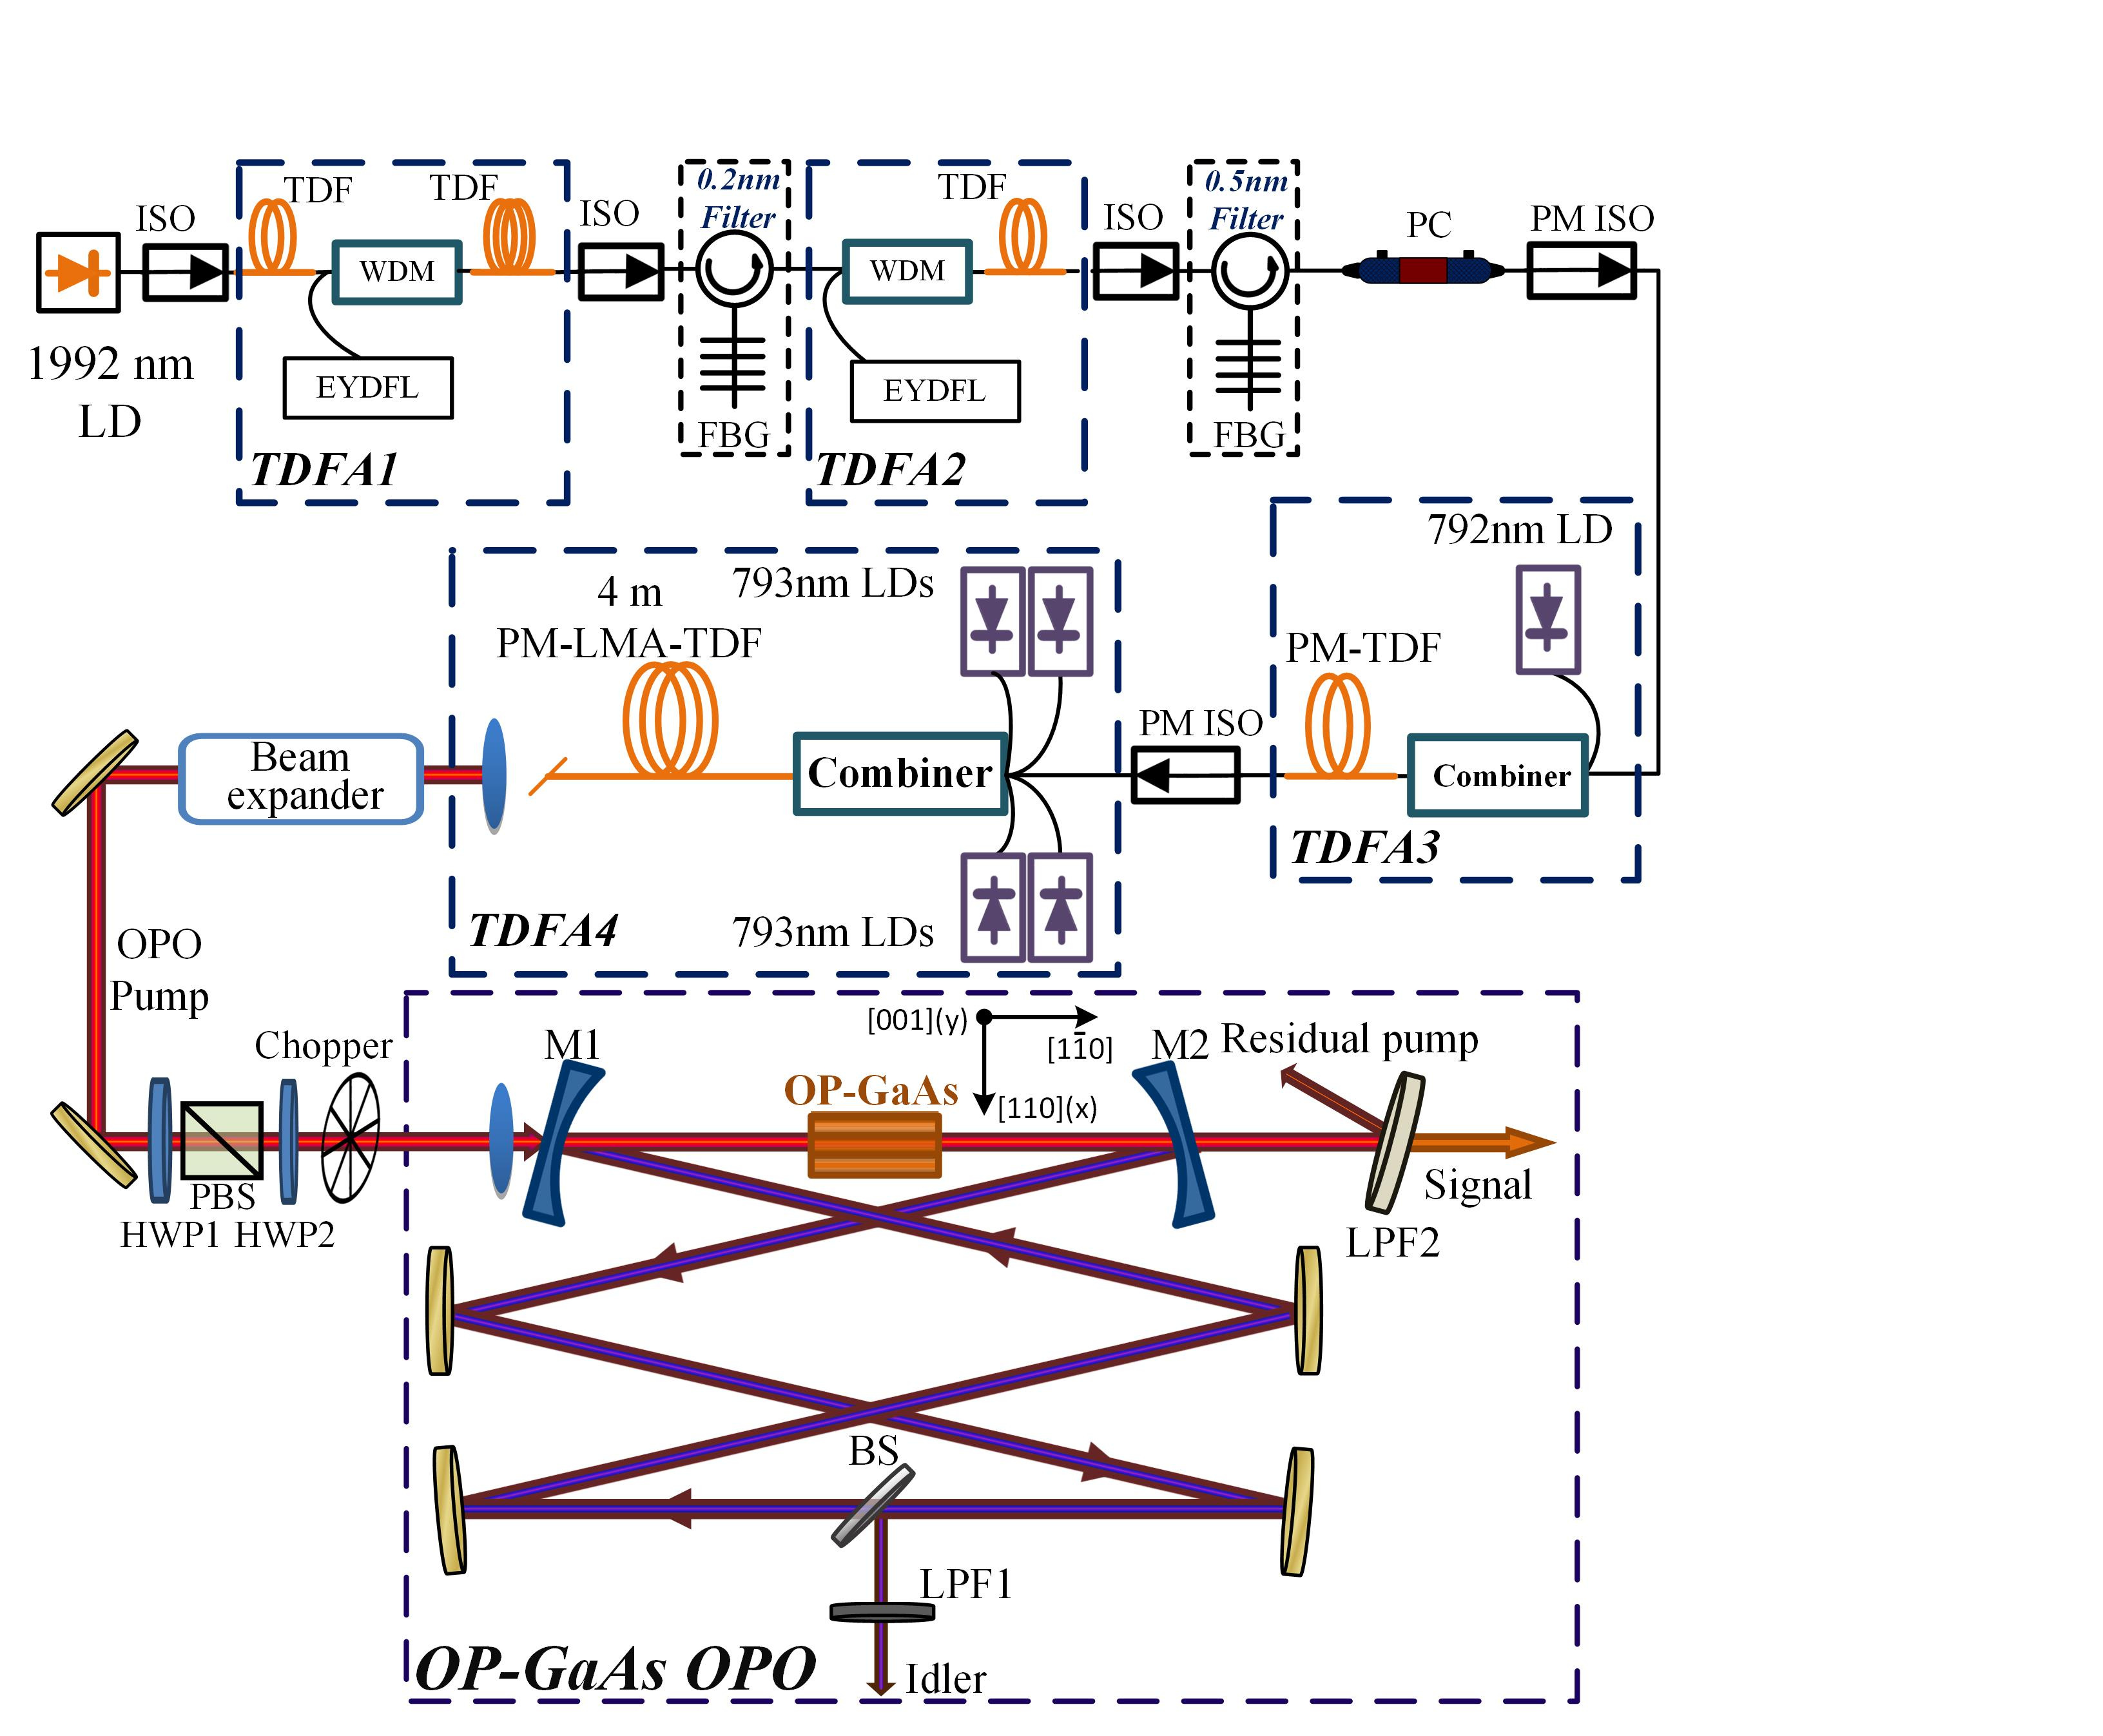 TDF
TDF
ISO
WDM
EYDFL
1992 nm
LD
TDFA1
ISO
0.2nm
Filter
FBG
TDF
WDM
EYDFL
TDFA2
ISO
0.5nm
Filter
FBG
PC
PM ISO
792nm LD
PM-TDF
Combiner
TDFA3
PM ISO
793nm LDs
4 m
PM-LMA-TDF
Combiner
793nm LDs
TDFA4
Beam
expander
OPO
Pump
Chopper
PBS
HWP1 HWP2
M1
[001](y)
[11̄0]
[110](x)
OP-GaAs
M2
Residual pump
Signal
LPF2
BS
LPF1
Idler
OP-GaAs OPO